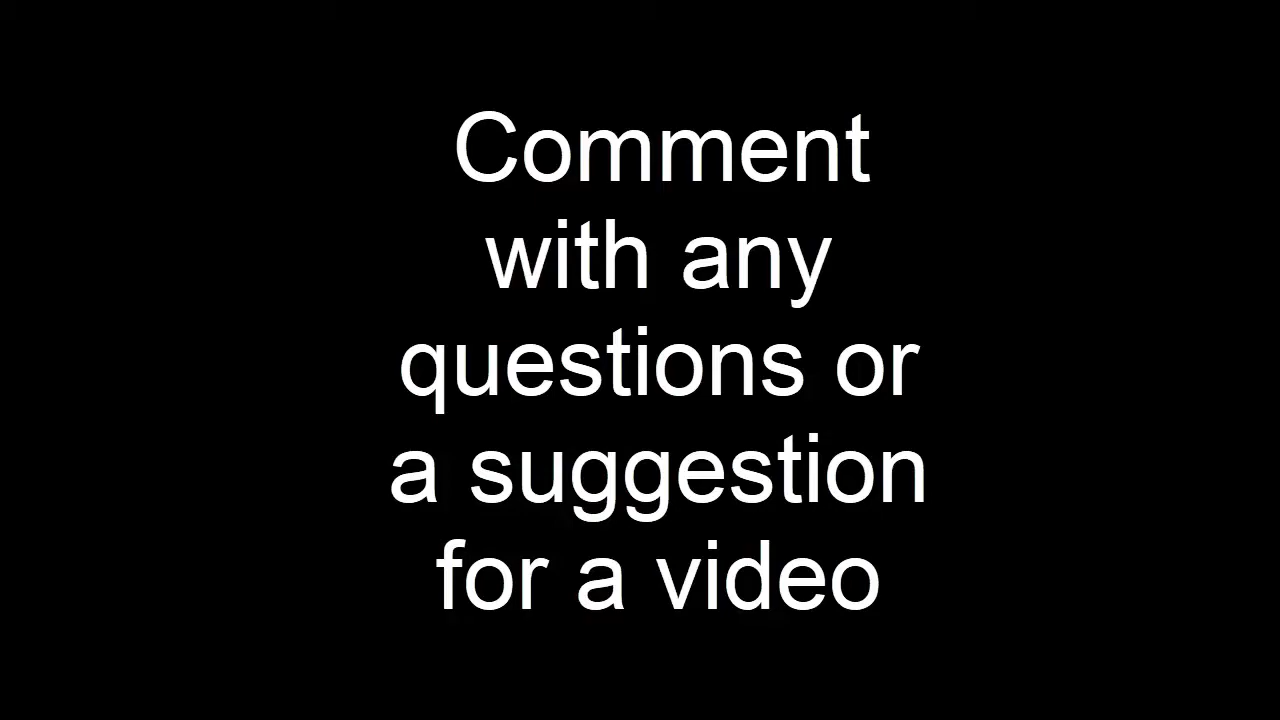 Comment
with any
questions or
a suggestion
for a video